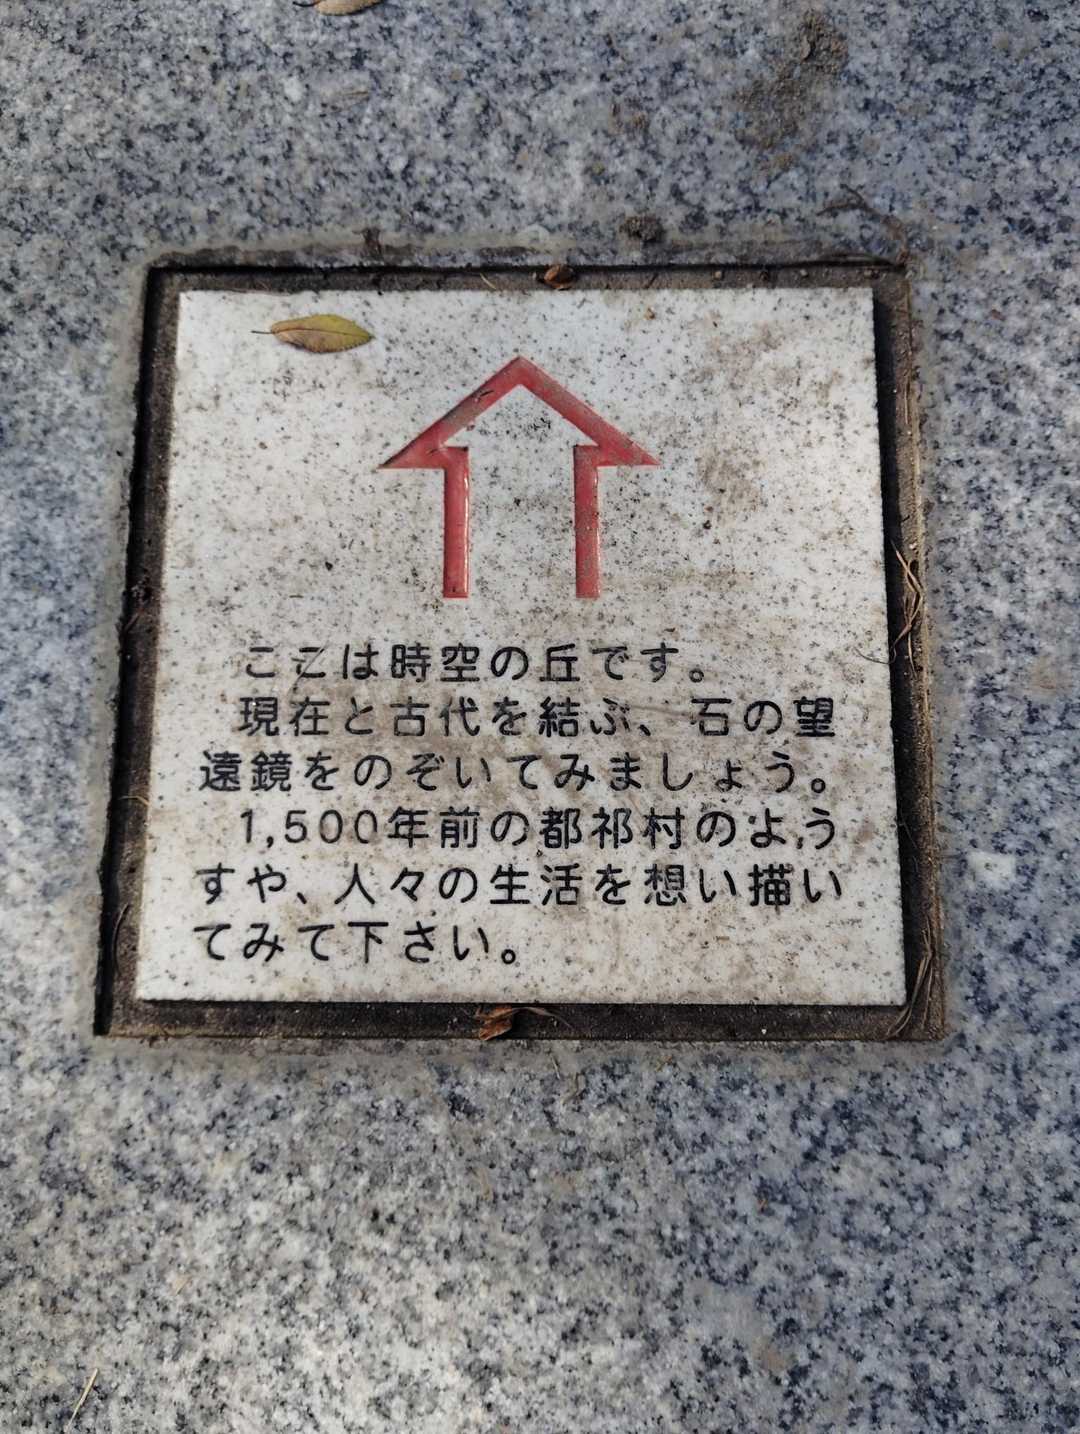 ここは時空の丘です。
現在と古代を結ぶ、石の望
遠鏡をのぞいてみましょう。
1,500年前の都祁村のよう
すや、人々の生活を想い描い
てみて下さい。